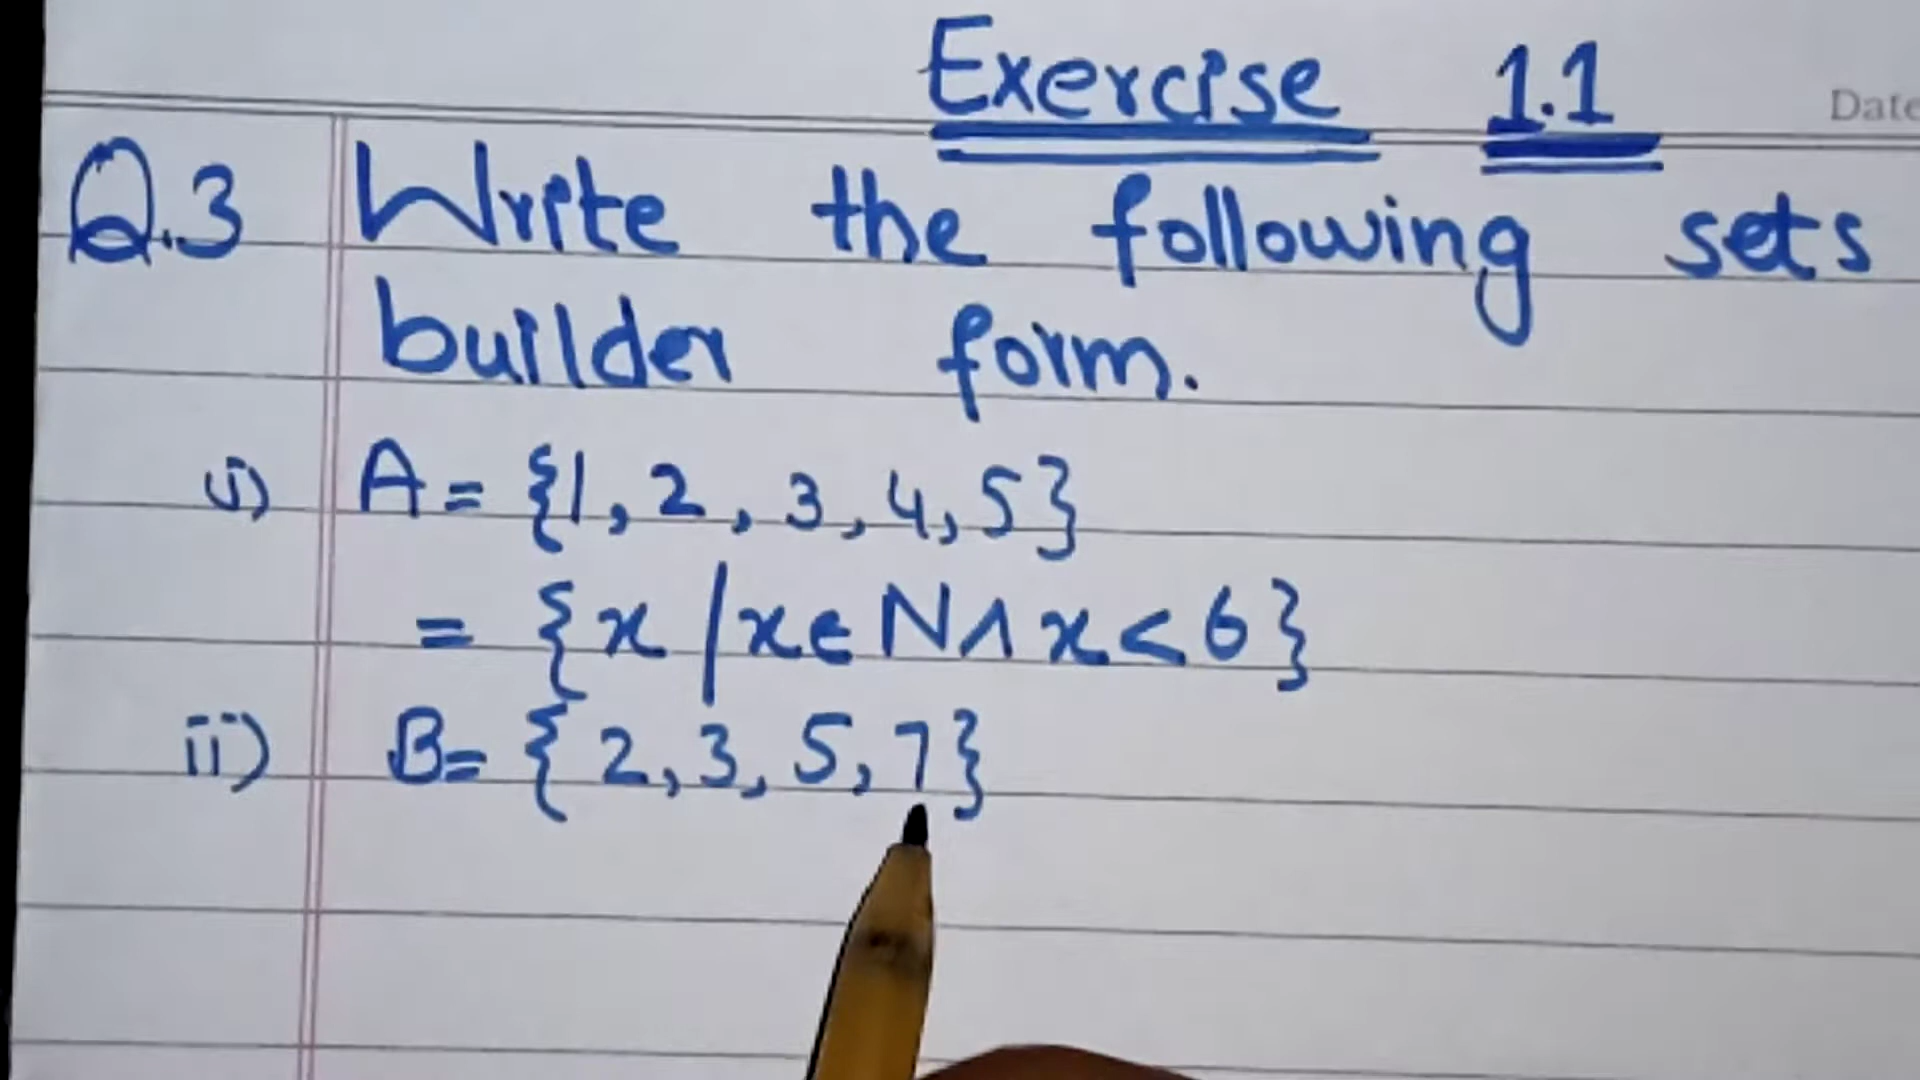 Exercise 1.1
Date
Q.3 Write the following sets
builder form.
i) A = {1, 2, 3, 4, 5}
= {x / x ∈ N ∧ x < 6}
ii) B = {2, 3, 5, 7}